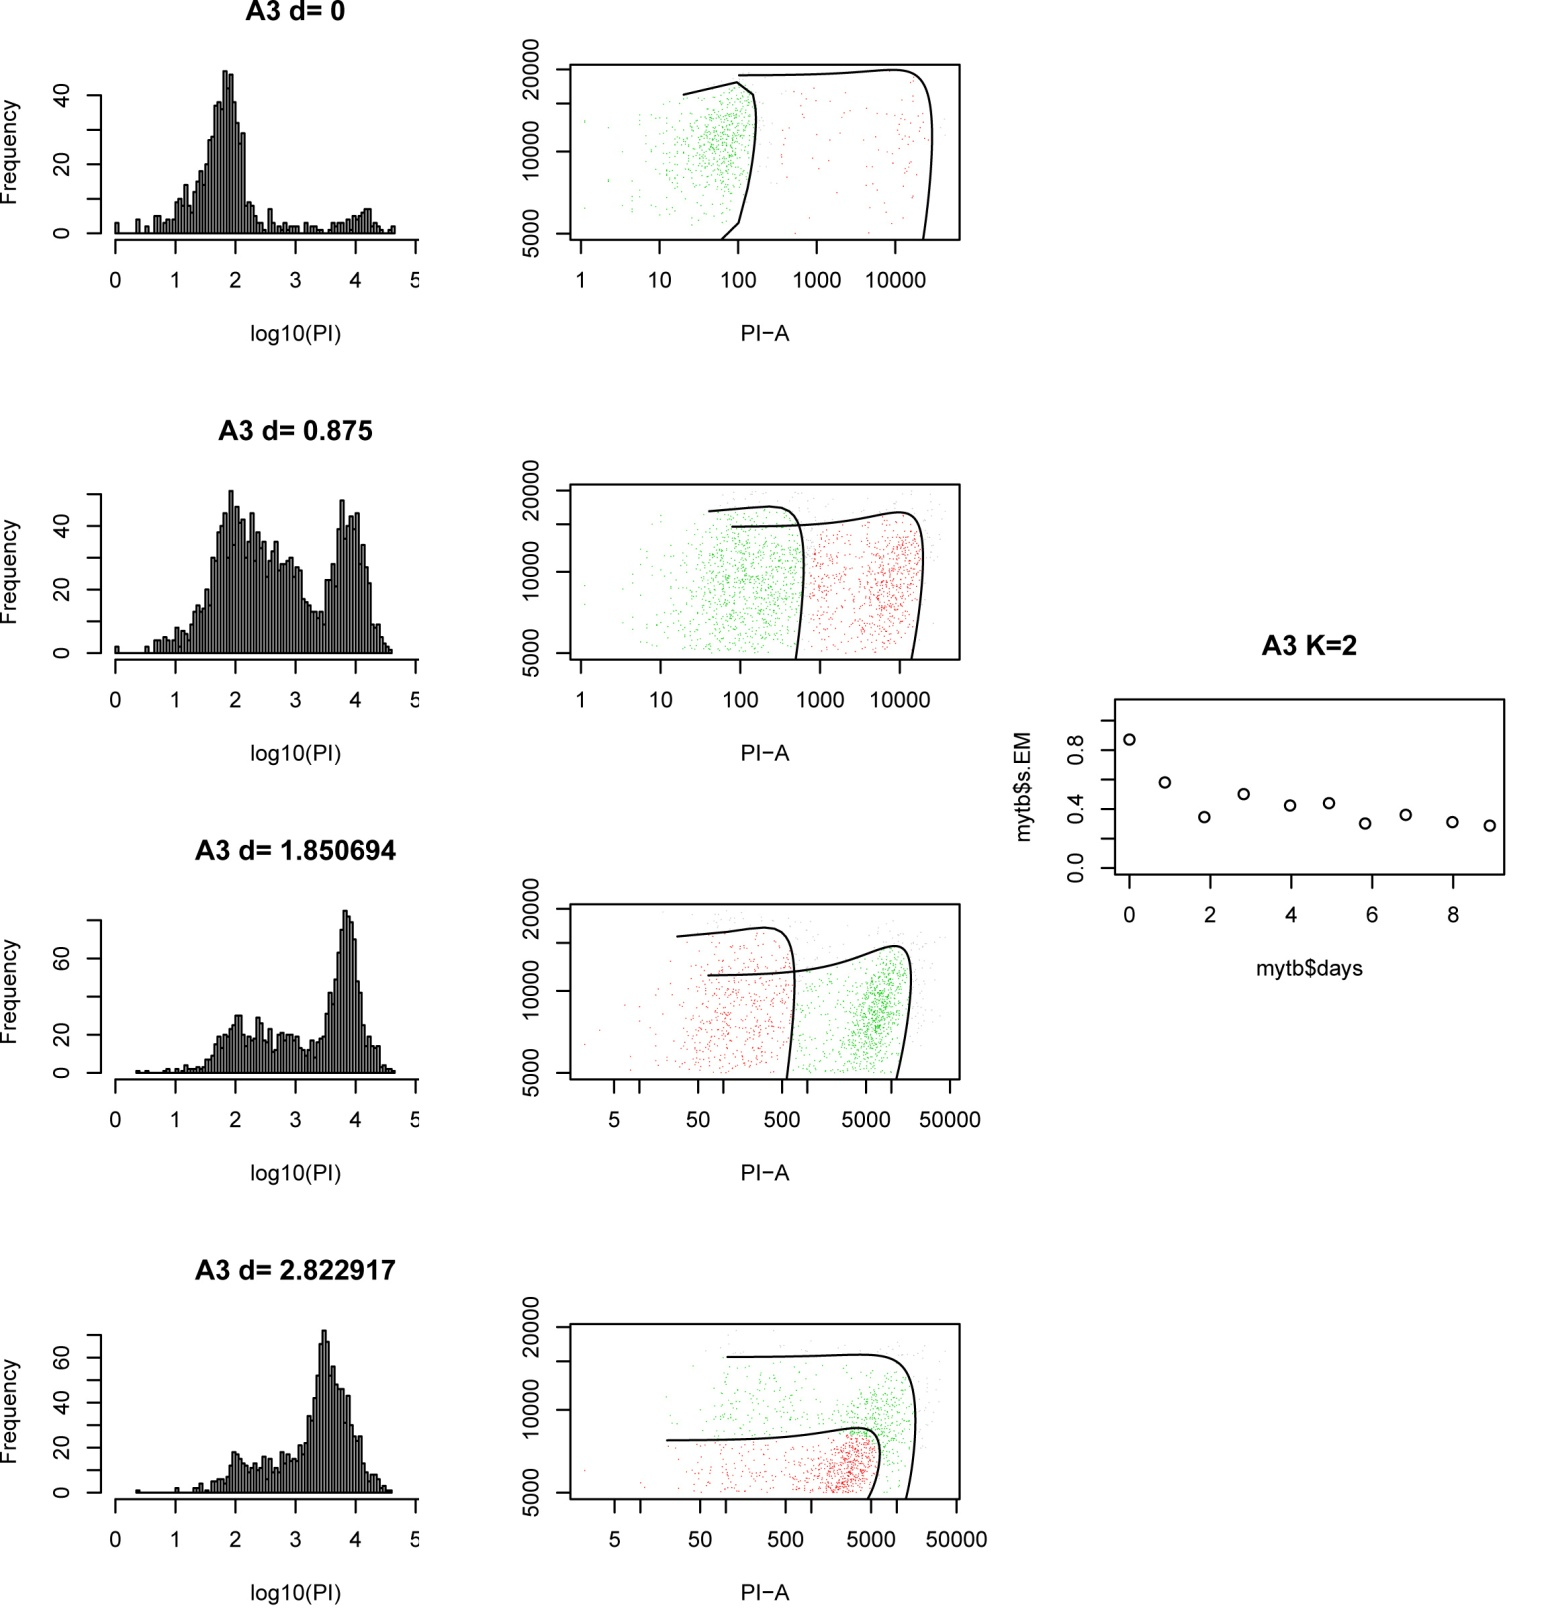 A3 d= 0
Frequency
0 20 40
0 1 2 3 4 5
log10(PI)
5000 10000 20000
1 10 100 1000 10000
PI−A
A3 d= 0.875
Frequency
0 20 40
0 1 2 3 4 5
log10(PI)
5000 10000 20000
1 10 100 1000 10000
PI−A
A3 K=2
mytb$s.EM
0.0 0.4 0.8
0 2 4 6 8
mytb$days
A3 d= 1.850694
Frequency
0 20 60
0 1 2 3 4 5
log10(PI)
5000 10000 20000
5 50 500 5000 50000
PI−A
A3 d= 2.822917
Frequency
0 20 40 60
0 1 2 3 4 5
log10(PI)
5000 10000 20000
5 50 500 5000 50000
PI−A